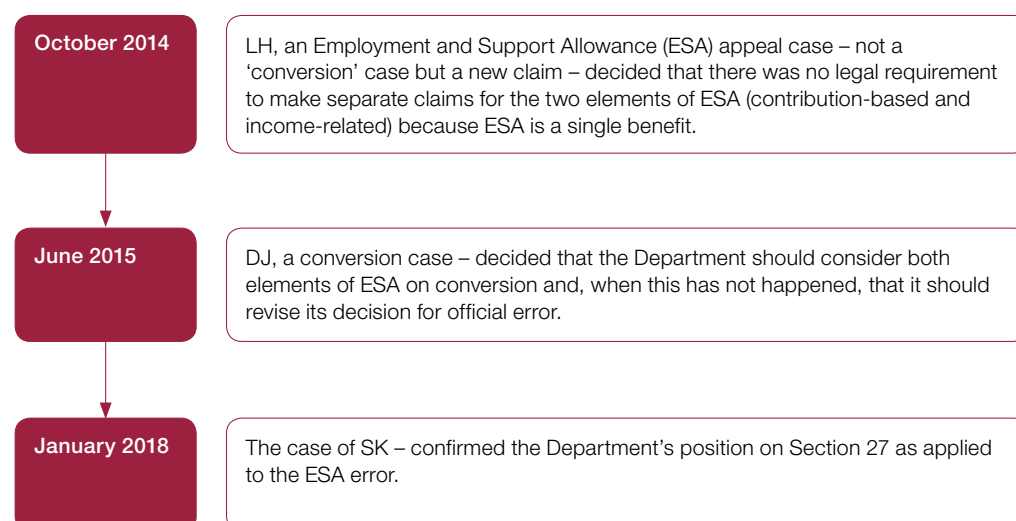 October 2014
LH, an Employment and Support Allowance (ESA) appeal case – not a
‘conversion’ case but a new claim – decided that there was no legal requirement
to make separate claims for the two elements of ESA (contribution-based and
income-related) because ESA is a single benefit.
June 2015
DJ, a conversion case – decided that the Department should consider both
elements of ESA on conversion and, when this has not happened, that it should
revise its decision for official error.
January 2018
The case of SK – confirmed the Department’s position on Section 27 as applied
to the ESA error.